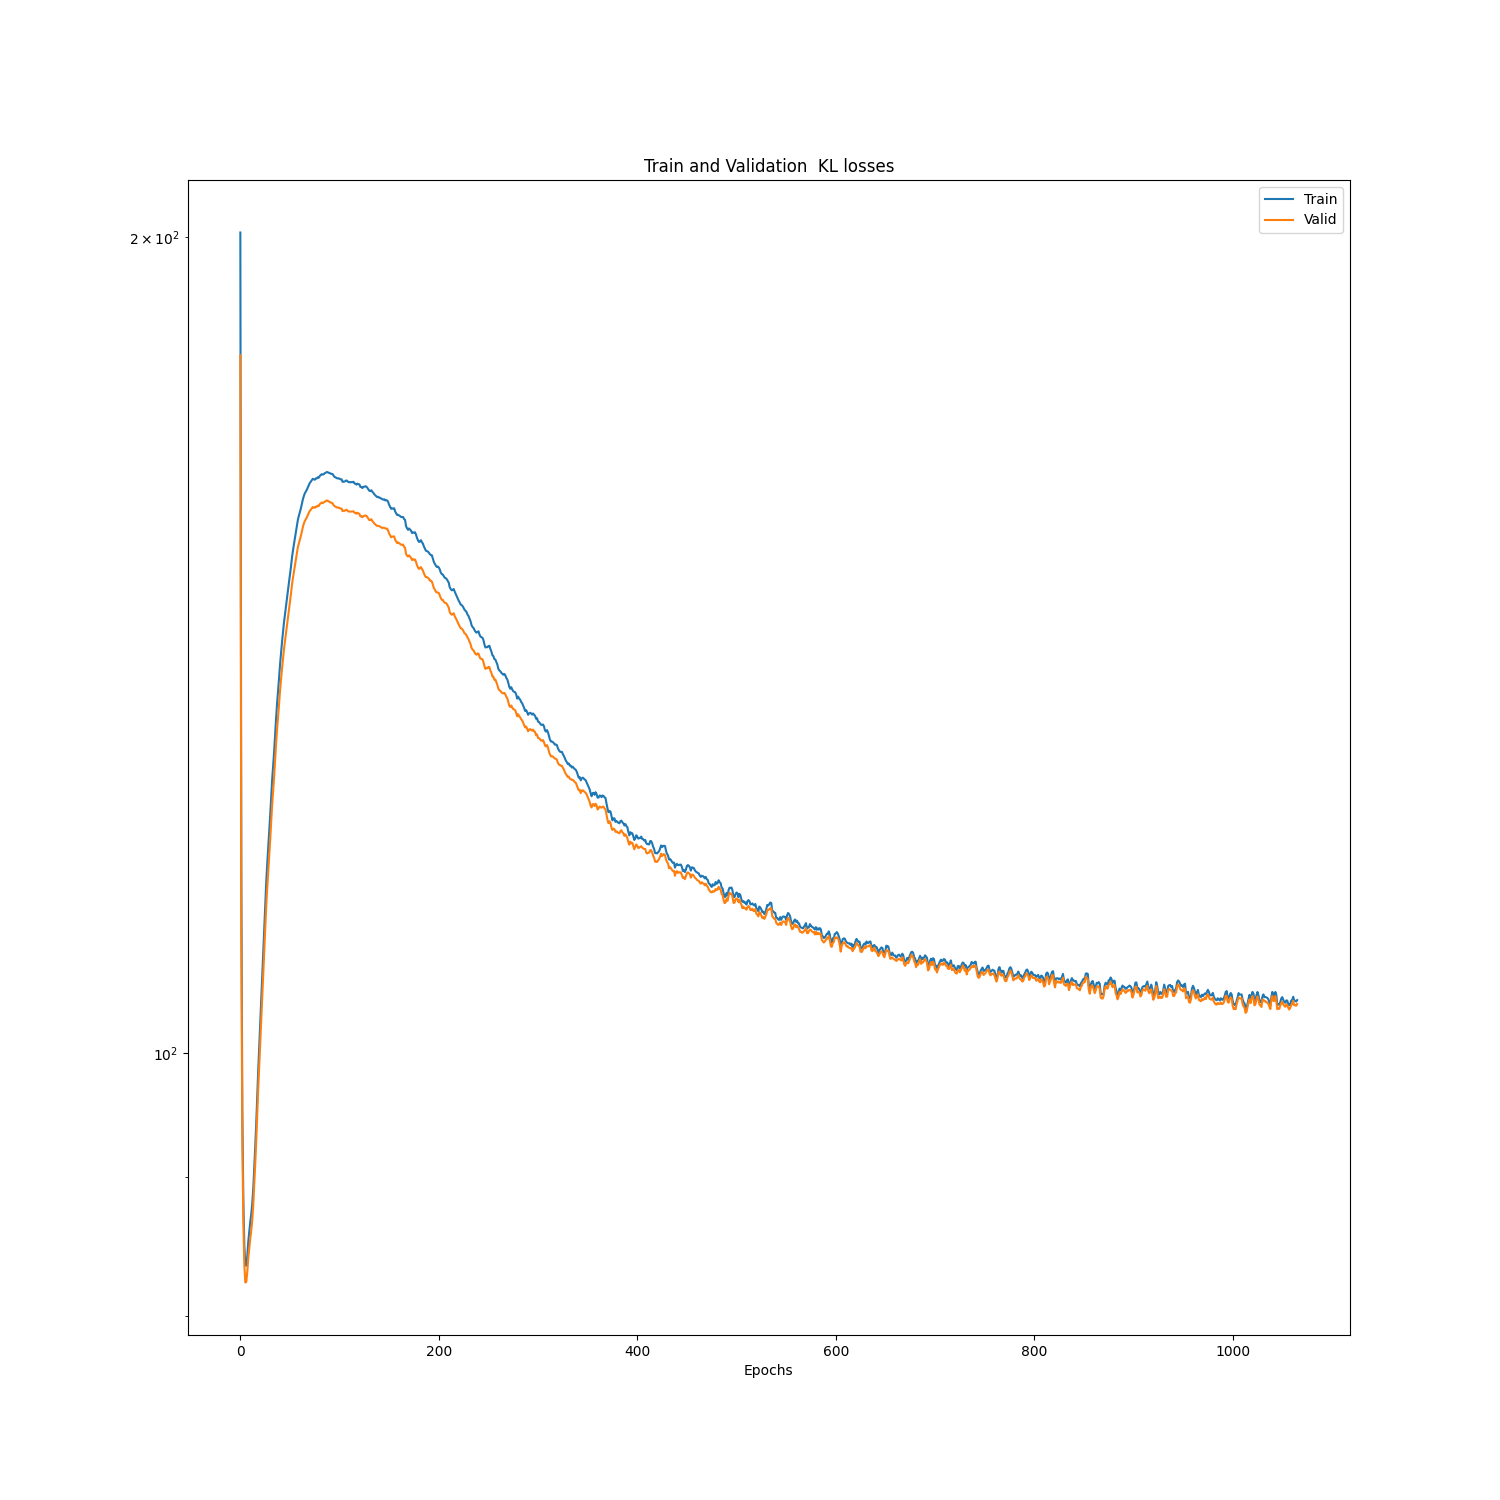 Train and Validation  KL losses
Train
Valid
2 × 10²
10²
0 200 400 600 800 1000
Epochs